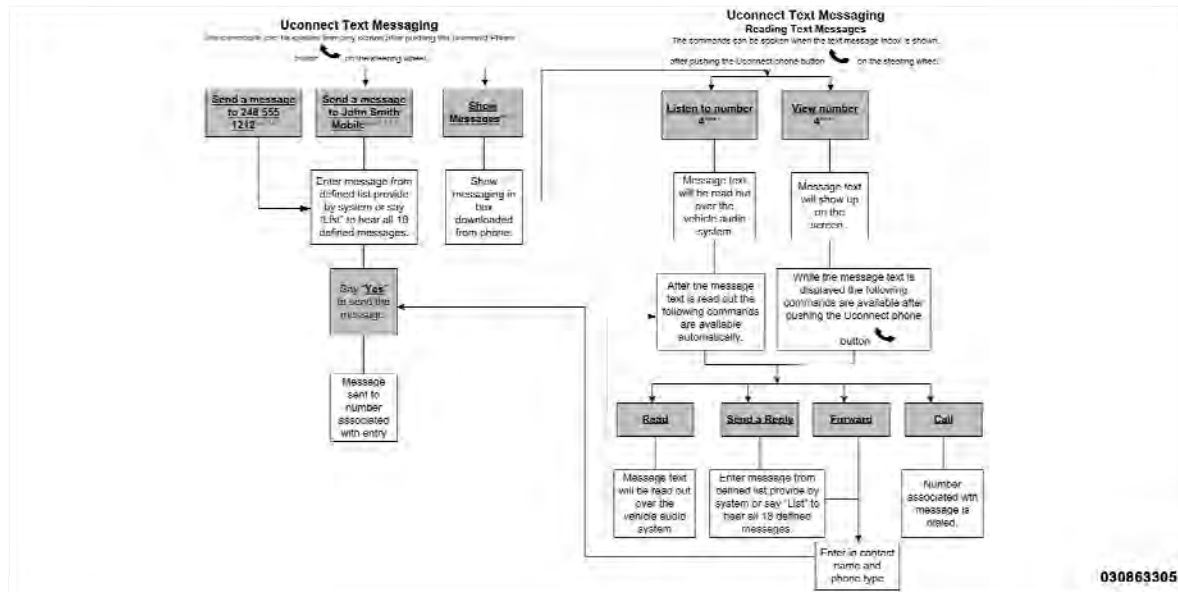 Uconnect Text Messaging
on the steering wheel.
Send a message
to 248 555
1212
Send a message
to John Smith
Mobile
Show
Messages
Enter message from
defined list provide
by system or say
"List" to hear all 18
defined messages.
Show
messaging in
box
downloaded
from phone.
Say "Yes"
to send the
message.
Message
sent to
number
associated
with entry
Uconnect Text Messaging
Reading Text Messages
The commands can be spoken when the text message inbox is shown,
after pushing the Uconnect phone button on the steering wheel.
Listen to number
4
View number
4
Message text
will be read out
over the
vehicle audio
system
Message text
will show up
on the
screen.
After the message
text is read out the
following commands
are available
automatically.
While the message text is
displayed the following
commands are available after
pushing the Uconnect phone
button
Read
Send a Reply
Forward
Call
Message text
will be read out
over the
vehicle audio
system
Enter message from
defined list provide by
system or say "List" to
hear all 18 defined
messages.
Number
associated with
message is
dialed.
Enter in contact
name and
phone type
030863305